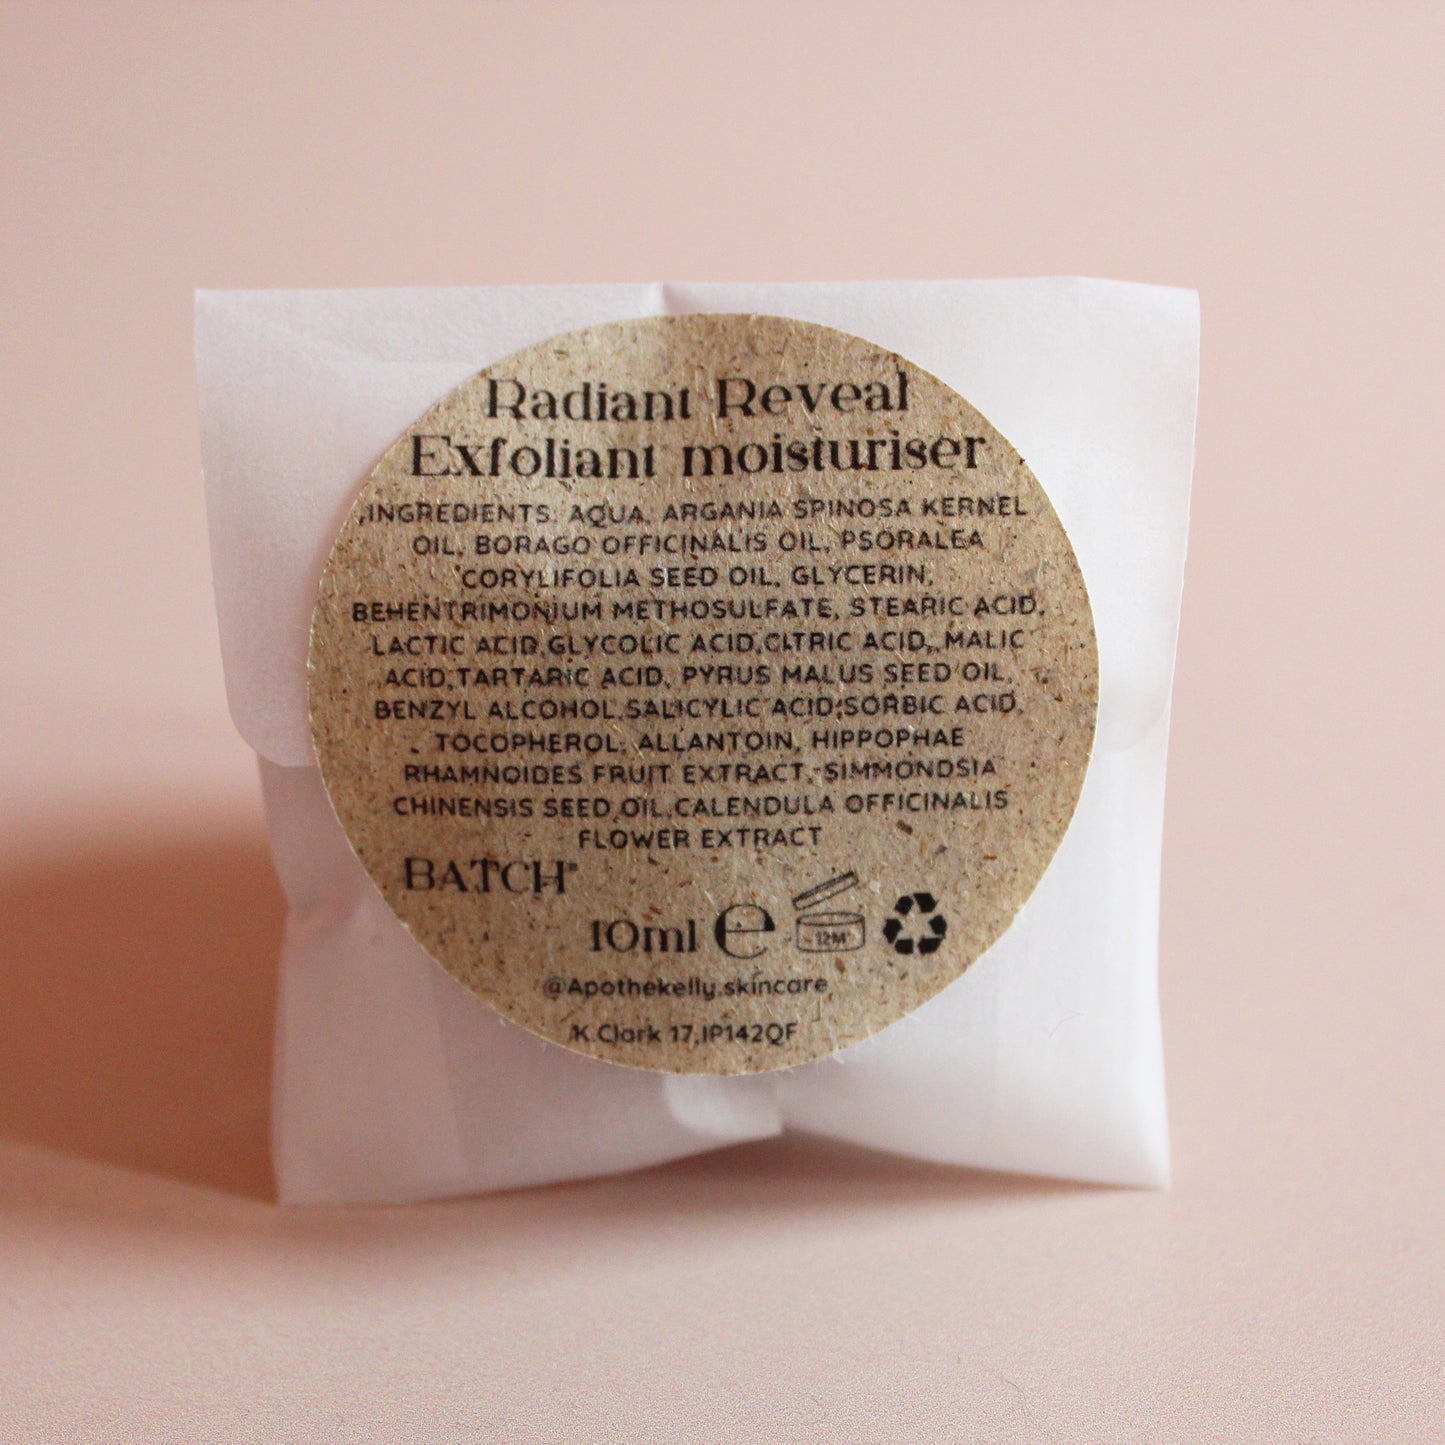 Radiant Reveal
Exfoliant moisturiser
INGREDIENTS: AQUA, ARGANIA SPINOSA KERNEL
OIL, BORAGO OFFICINALIS OIL, PSORALEA
CORYLIFOLIA SEED OIL, GLYCERIN,
BEHENTRIMONIUM METHOSULFATE, STEARIC ACID,
LACTIC ACID,GLYCOLIC ACID,CITRIC ACID, MALIC
ACID,TARTARIC ACID, PYRUS MALUS SEED OIL,
BENZYL ALCOHOL,SALICYLIC ACID,SORBIC ACID,
TOCOPHEROL, ALLANTOIN, HIPPOPHAE
RHAMNOIDES FRUIT EXTRACT, SIMMONDSIA
CHINENSIS SEED OIL,CALENDULA OFFICINALIS
FLOWER EXTRACT
BATCH:
10ml e 12M
@Apothekelly.skincare
K.Clark 17,IP142QF